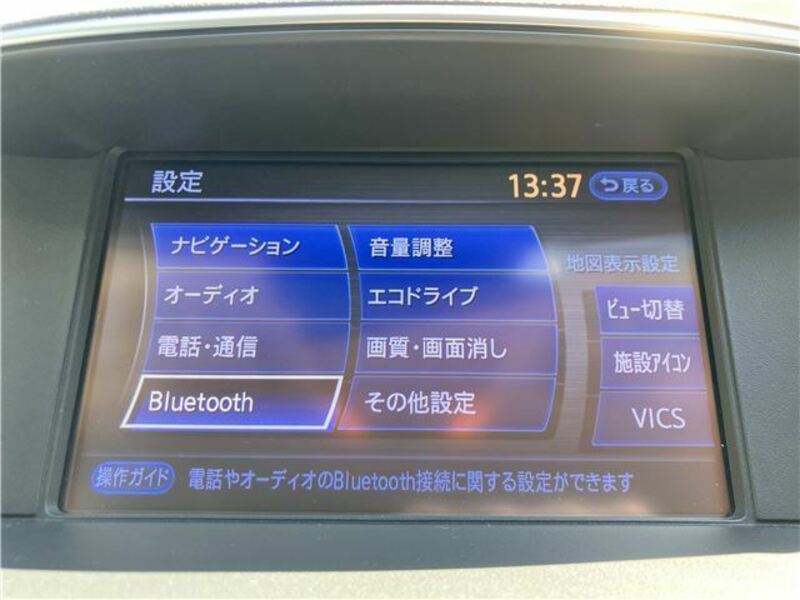 設定
13:37
戻る
ナビゲーション
音量調整
地図表示設定
オーディオ
エコドライブ
ビュー切替
電話・通信
画質・画面消し
施設アイコン
Bluetooth
その他設定
VICS
操作ガイド
電話やオーディオのBluetooth接続に関する設定ができます